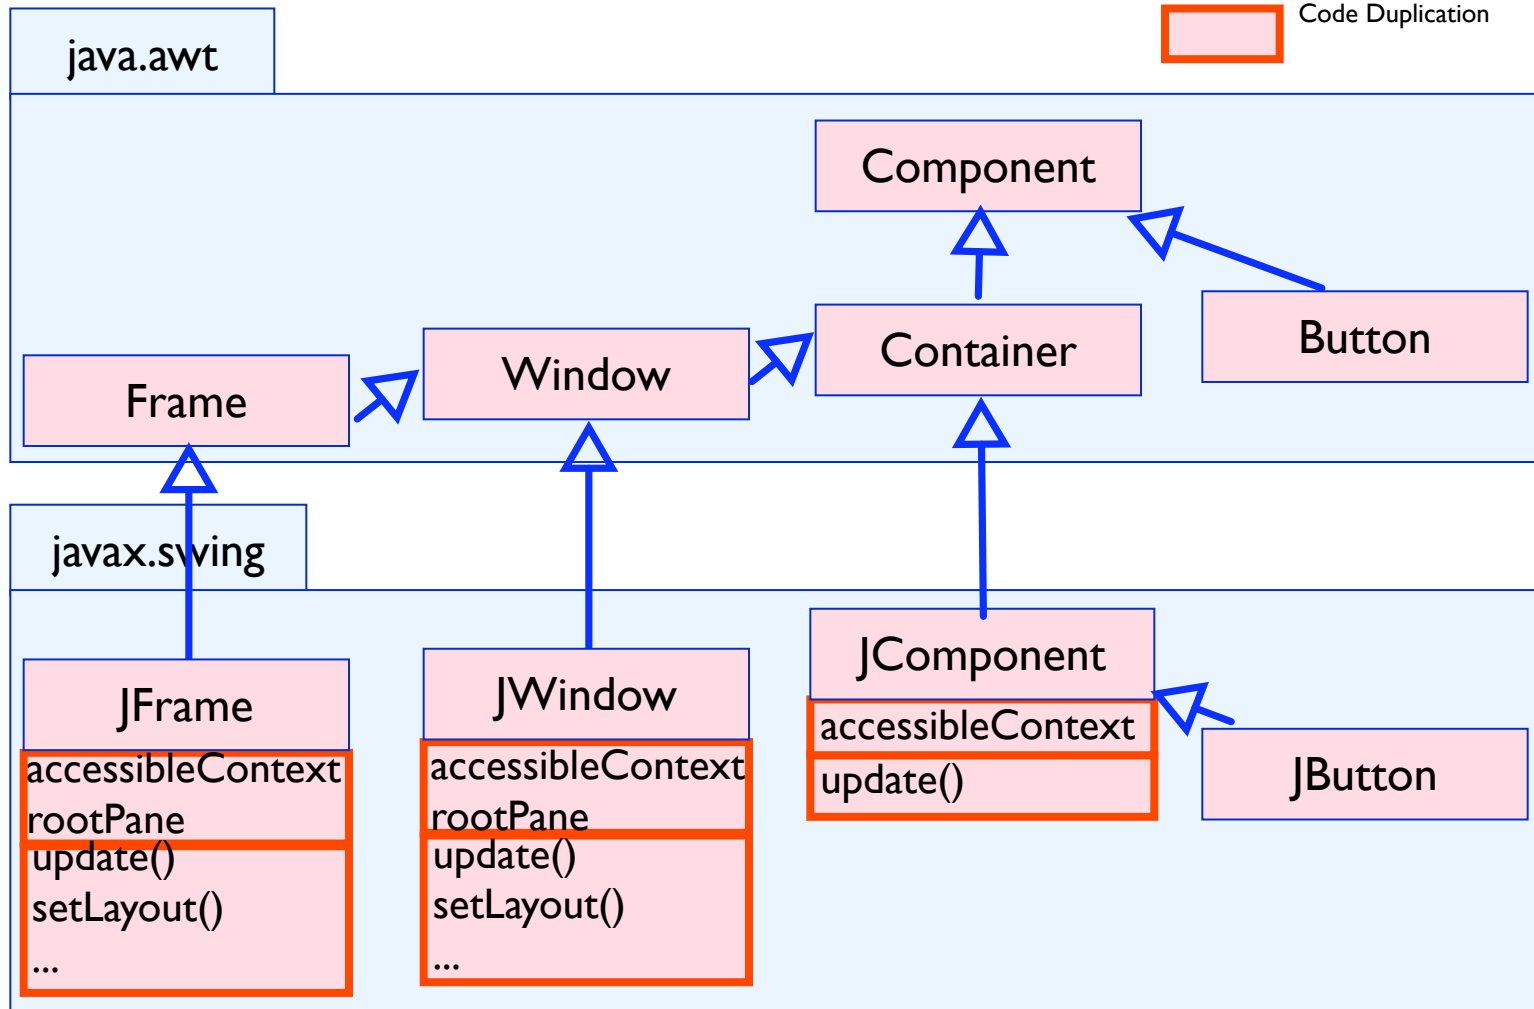 Code Duplication
java.awt
Component
Container
Button
Window
Frame
javax.swing
JFrame
accessibleContext
rootPane
update()
setLayout()
...
JWindow
accessibleContext
rootPane
update()
setLayout()
...
JComponent
accessibleContext
update()
JButton